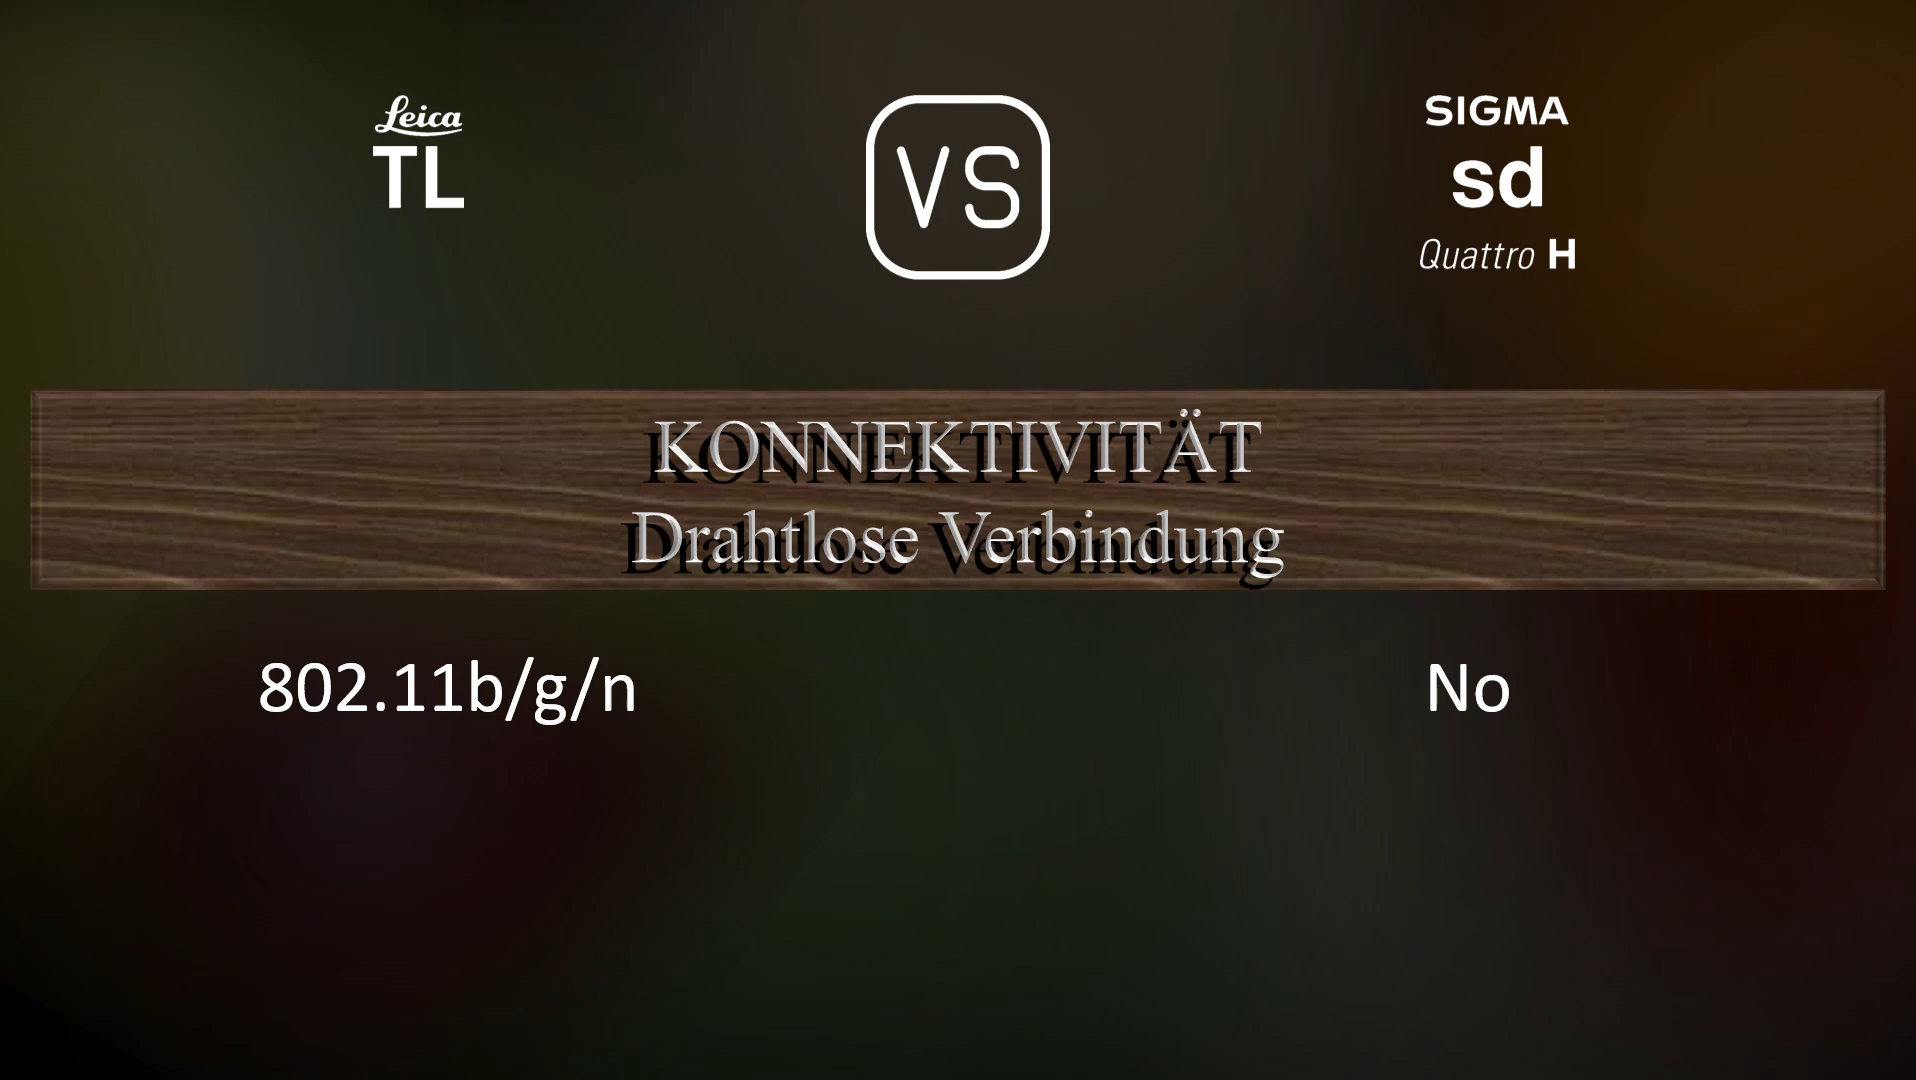 Leica
TL
VS
SIGMA
sd
Quattro H
KONNEKTIVITÄT
Drahtlose Verbindung
802.11b/g/n
No